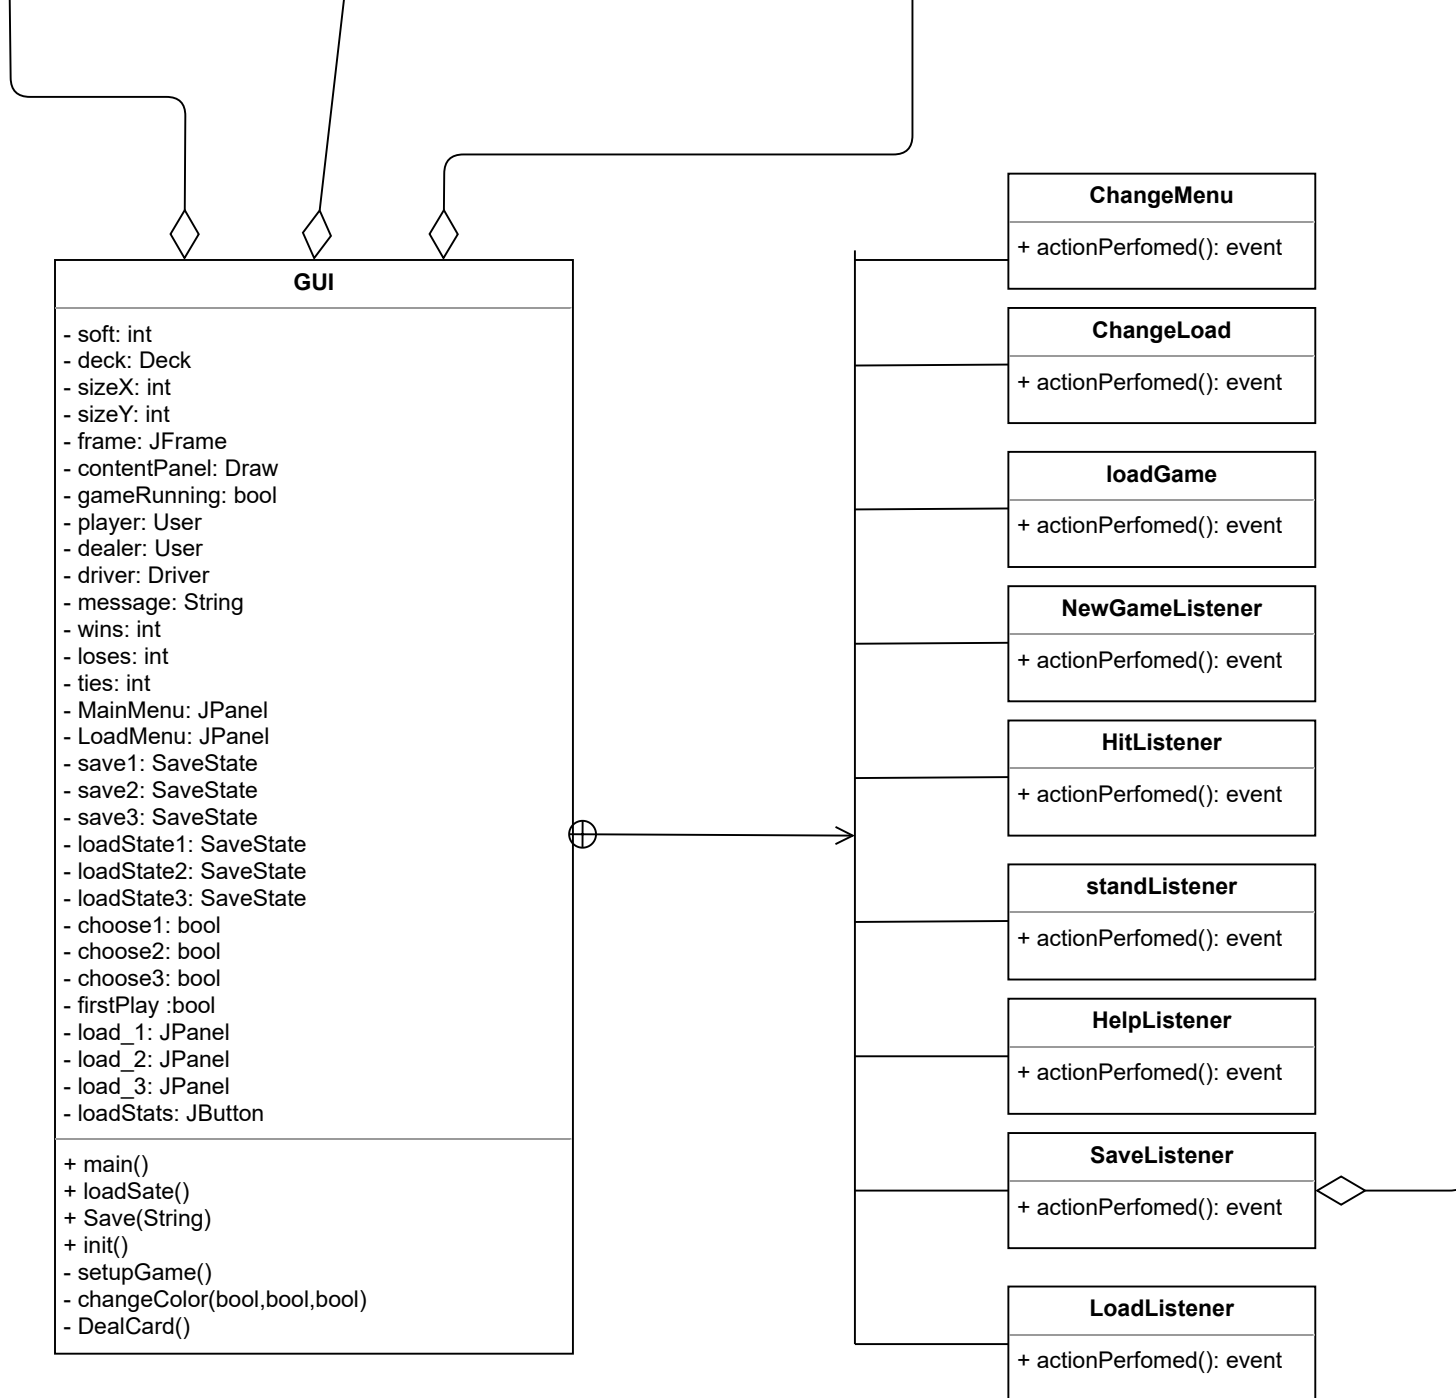 GUI
- soft: int
- deck: Deck
- sizeX: int
- sizeY: int
- frame: JFrame
- contentPanel: Draw
- gameRunning: bool
- player: User
- dealer: User
- driver: Driver
- message: String
- wins: int
- loses: int
- ties: int
- MainMenu: JPanel
- LoadMenu: JPanel
- save1: SaveState
- save2: SaveState
- save3: SaveState
- loadState1: SaveState
- loadState2: SaveState
- loadState3: SaveState
- choose1: bool
- choose2: bool
- choose3: bool
- firstPlay :bool
- load_1: JPanel
- load_2: JPanel
- load_3: JPanel
- loadStats: JButton
+ main()
+ loadSate()
+ Save(String)
+ init()
- setupGame()
- changeColor(bool,bool,bool)
- DealCard()
ChangeMenu
+ actionPerfomed(): event
ChangeLoad
+ actionPerfomed(): event
loadGame
+ actionPerfomed(): event
NewGameListener
+ actionPerfomed(): event
HitListener
+ actionPerfomed(): event
standListener
+ actionPerfomed(): event
HelpListener
+ actionPerfomed(): event
SaveListener
+ actionPerfomed(): event
LoadListener
+ actionPerfomed(): event